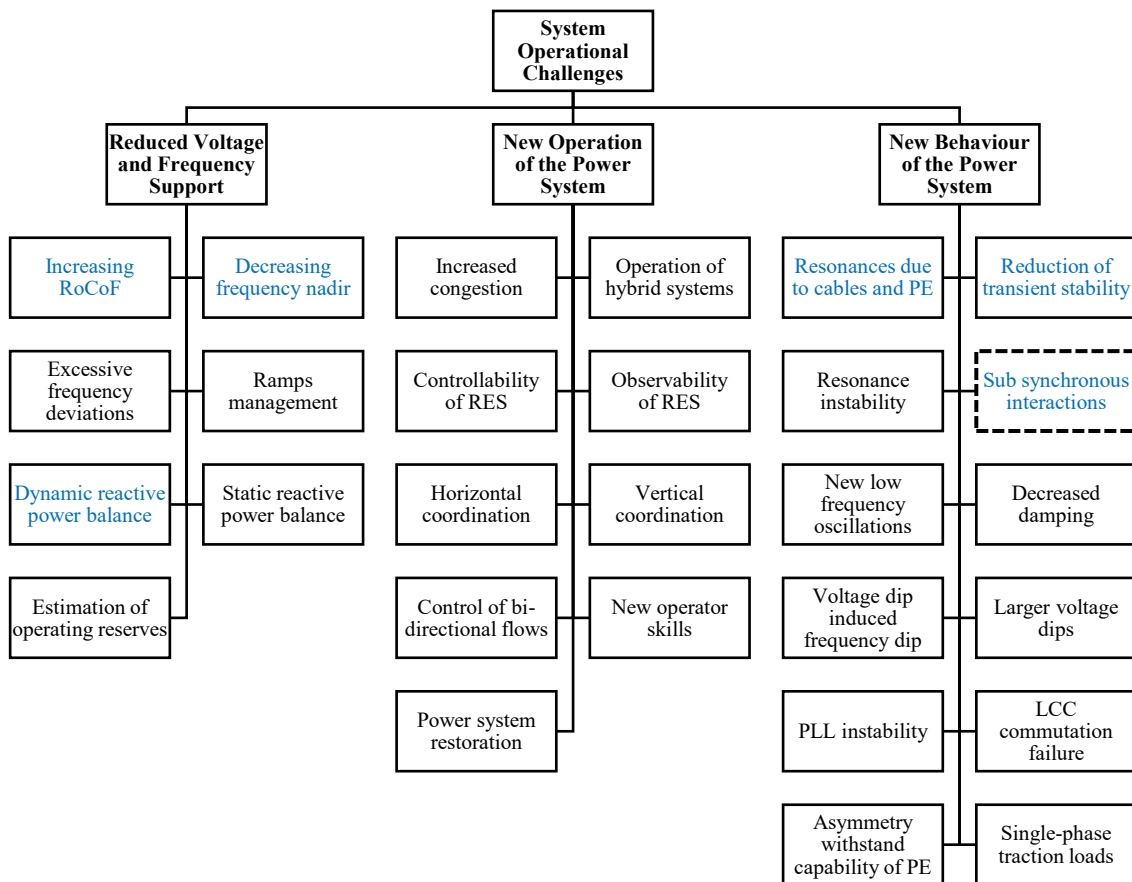 System
Operational
Challenges
Reduced Voltage
and Frequency
Support
New Operation
of the Power
System
New Behaviour
of the Power
System
Increasing
RoCoF
Decreasing
frequency nadir
Excessive
frequency
deviations
Ramps
management
Dynamic reactive
power balance
Static reactive
power balance
Estimation of
operating reserves
Increased
congestion
Operation of
hybrid systems
Controllability
of RES
Observability
of RES
Horizontal
coordination
Vertical
coordination
Control of bi-
directional flows
New operator
skills
Power system
restoration
Resonances due
to cables and PE
Reduction of
transient stability
Resonance
instability
Sub synchronous
interactions
New low
frequency
oscillations
Decreased
damping
Voltage dip
induced
frequency dip
Larger voltage
dips
PLL instability
LCC
commutation
failure
Asymmetry
withstand
capability of PE
Single-phase
traction loads